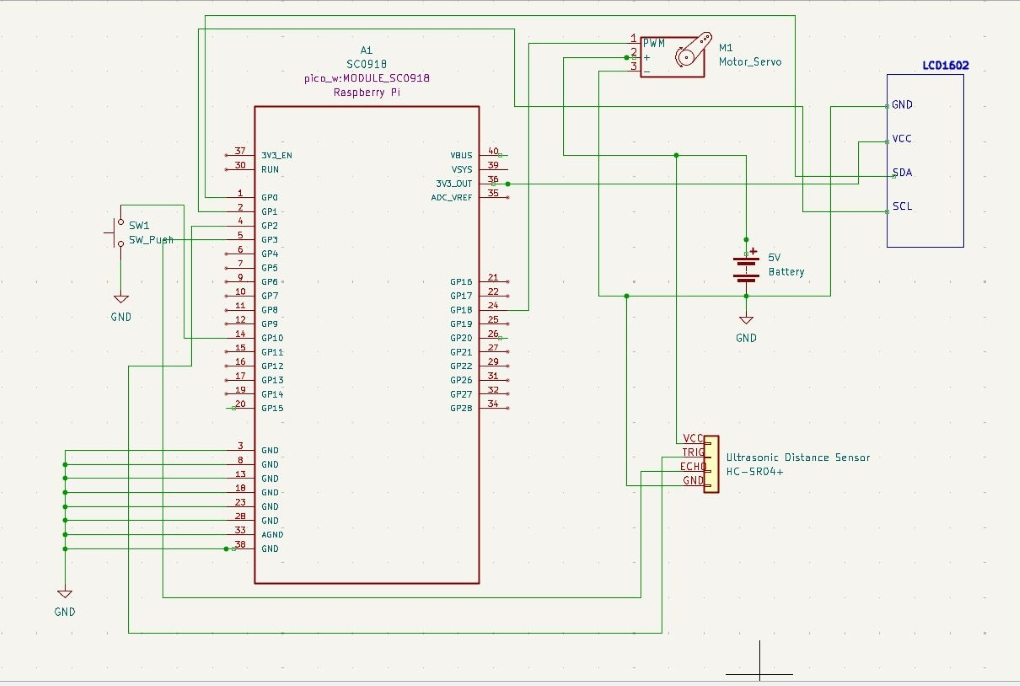 A1
SC0918
pico_w:MODULE_SC0918
Raspberry Pi
1 PWM
2 +
3 −
M1
Motor_Servo
LCD1602
GND
VCC
SDA
SCL
37 3V3_EN
30 RUN
1 GP0
2 GP1
4 GP2
5 GP3
6 GP4
7 GP5
9 GP6
10 GP7
11 GP8
12 GP9
14 GP10
15 GP11
16 GP12
17 GP13
19 GP14
20 GP15
3 GND
8 GND
13 GND
18 GND
23 GND
28 GND
33 AGND
38 GND
VBUS 40
VSYS 39
3V3_OUT 36
ADC_VREF 35
GP16 21
GP17 22
GP18 24
GP19 25
GP20 26
GP21 27
GP22 29
GP26 31
GP27 32
GP28 34
SW1
SW_Push
GND
GND
+
5V
Battery
GND
VCC
TRIG
ECHO
GND
Ultrasonic Distance Sensor
HC-SR04+